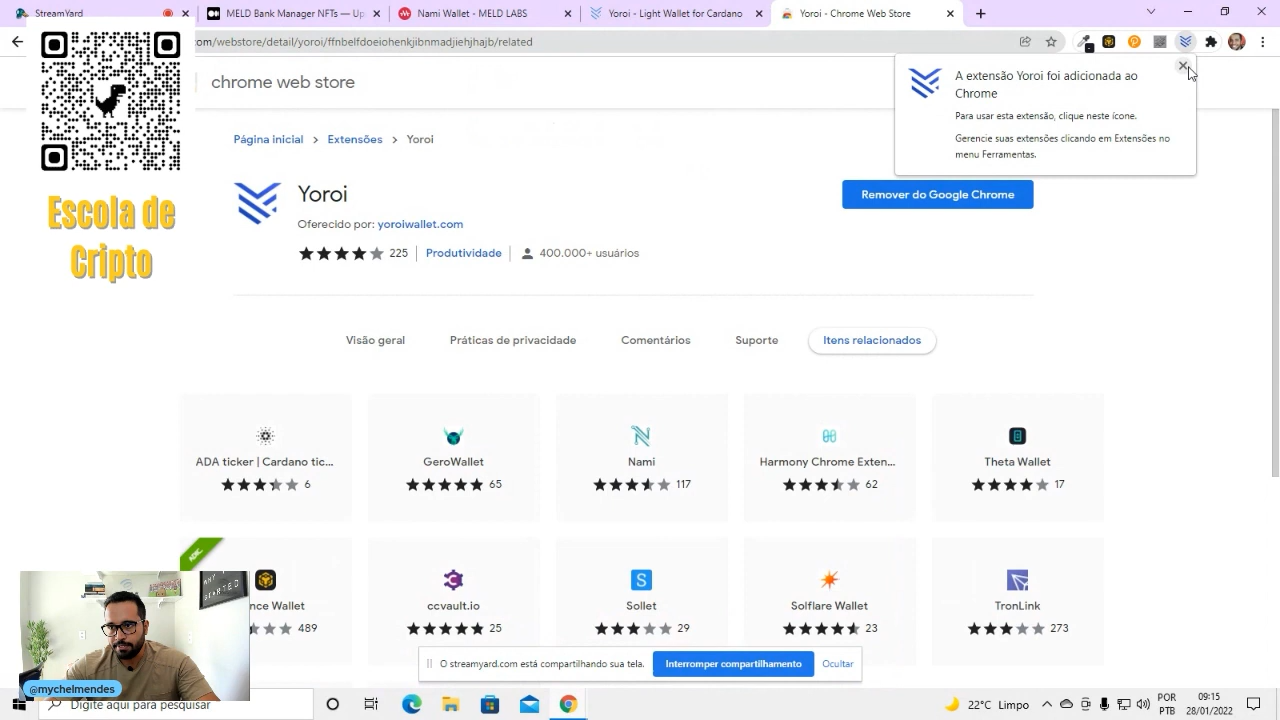 MELD Bank Manager NFTs — Up
Nami Wallet - MELD LABS
Yoroi - Light Wallet for Cardano
Yoroi - Chrome Web Store
om/webstore/detail/yoroi/ffnbelfdoeiohenkjibnmadjiehjhajb/related
chrome web store
A extensão Yoroi foi adicionada ao
Chrome
Para usar esta extensão, clique neste ícone.
Gerencie suas extensões clicando em Extensões no
menu Ferramentas.
Página inicial
Extensões
Yoroi
Yoroi
Remover do Google Chrome
Oferecido por: yoroiwallet.com
225
Produtividade
400.000+ usuários
Escola de
Cripto
Visão geral
Práticas de privacidade
Comentários
Suporte
Itens relacionados
ADA ticker | Cardano tic...
6
GeroWallet
65
Nami
117
Harmony Chrome Exten...
62
Theta Wallet
17
nce Wallet
489
ccvault.io
25
Sollet
29
Solflare Wallet
23
TronLink
273
O streamyard.com está compartilhando sua tela.
Interromper compartilhamento
Ocultar
@mychelmendes
Digite aqui para pesquisar
22°C Limpo
POR
PTB
09:15
28/01/2022